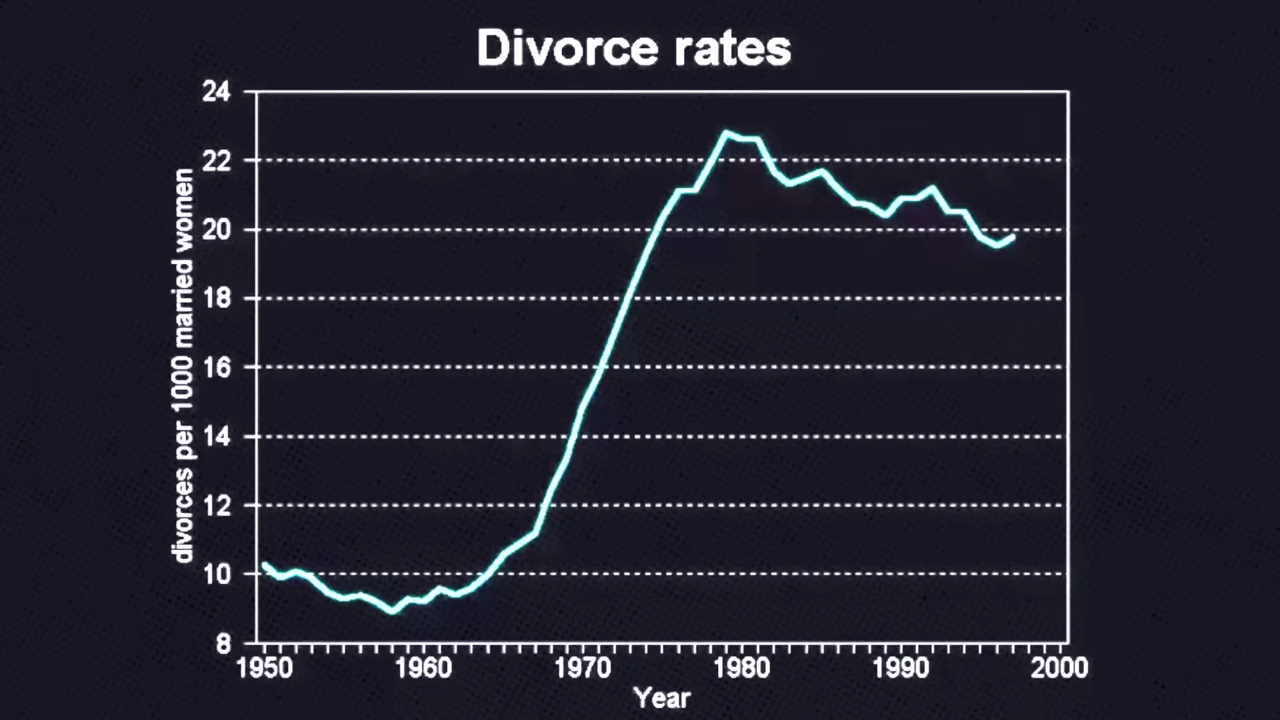 Divorce rates
24
22
20
18
16
14
12
10
8
divorces per 1000 married women
1950 1960 1970 1980 1990 2000
Year